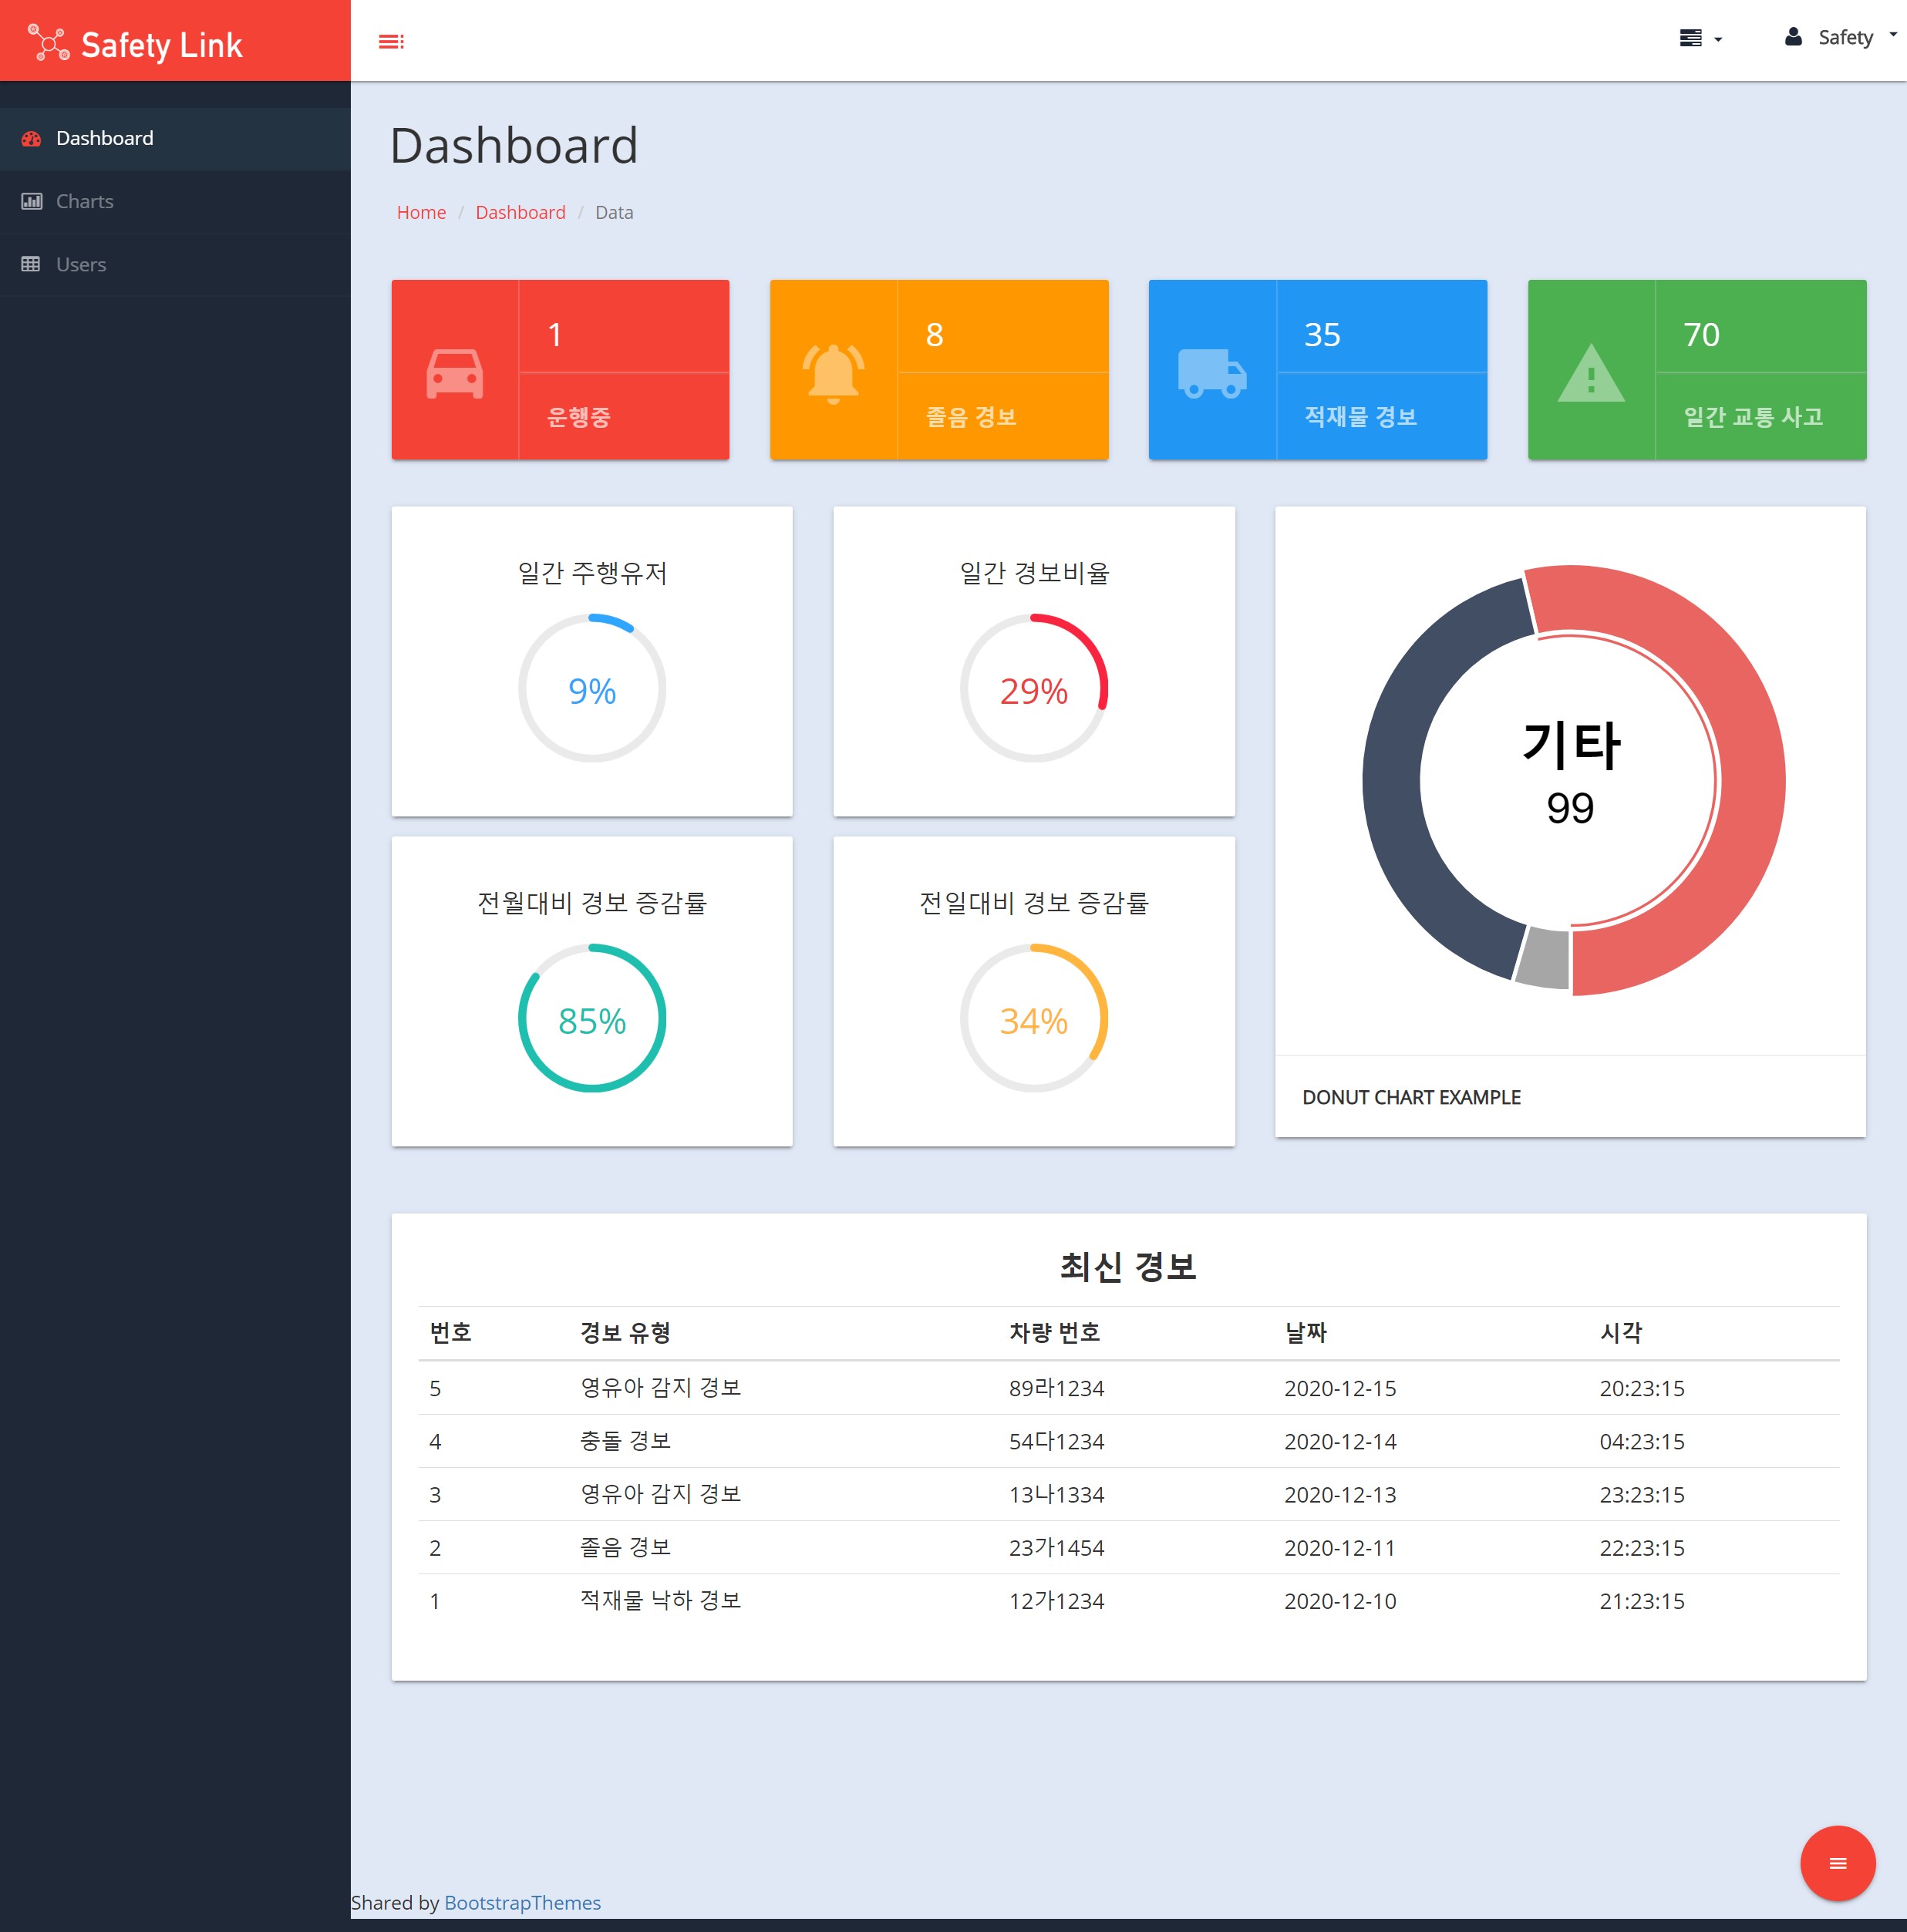 Safety Link
Safety
Dashboard
Charts
Users
Dashboard
Home / Dashboard / Data
1
운행중
8
졸음 경보
35
적재물 경보
70
일간 교통 사고
일간 주행유저
9%
일간 경보비율
29%
전월대비 경보 증감률
85%
전일대비 경보 증감률
34%
기타
99
DONUT CHART EXAMPLE
최신 경보
번호 경보 유형 차량 번호 날짜 시각
5 영유아 감지 경보 89라1234 2020-12-15 20:23:15
4 충돌 경보 54다1234 2020-12-14 04:23:15
3 영유아 감지 경보 13나1334 2020-12-13 23:23:15
2 졸음 경보 23가1454 2020-12-11 22:23:15
1 적재물 낙하 경보 12가1234 2020-12-10 21:23:15
Shared by BootstrapThemes